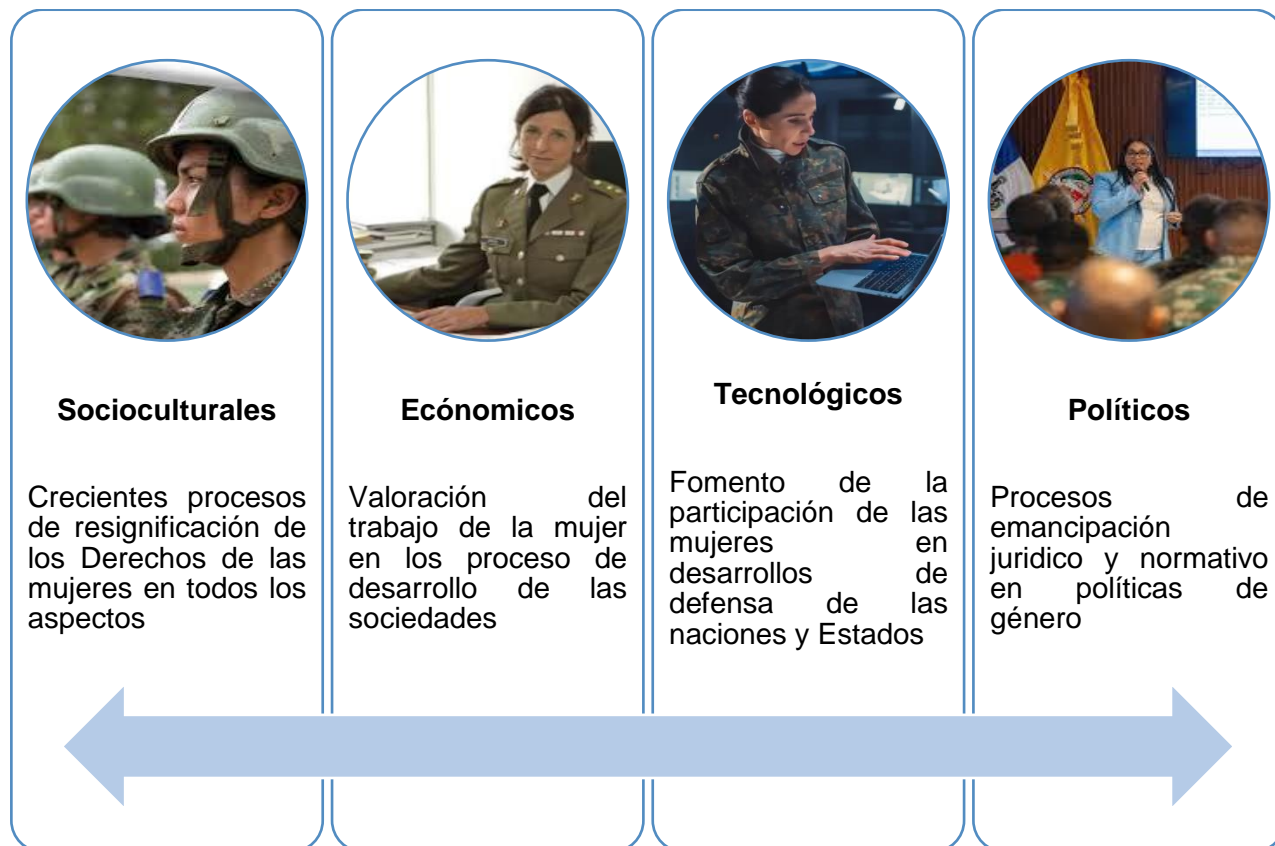 Socioculturales
Crecientes procesos
de resignificación de
los Derechos de las
mujeres en todos los
aspectos
Ecónomicos
Valoración del
trabajo de la mujer
en los proceso de
desarrollo de las
sociedades
Tecnológicos
Fomento de la
participación de las
mujeres en
desarrollos de
defensa de las
naciones y Estados
Políticos
Procesos de
emancipación
juridico y normativo
en políticas de
género